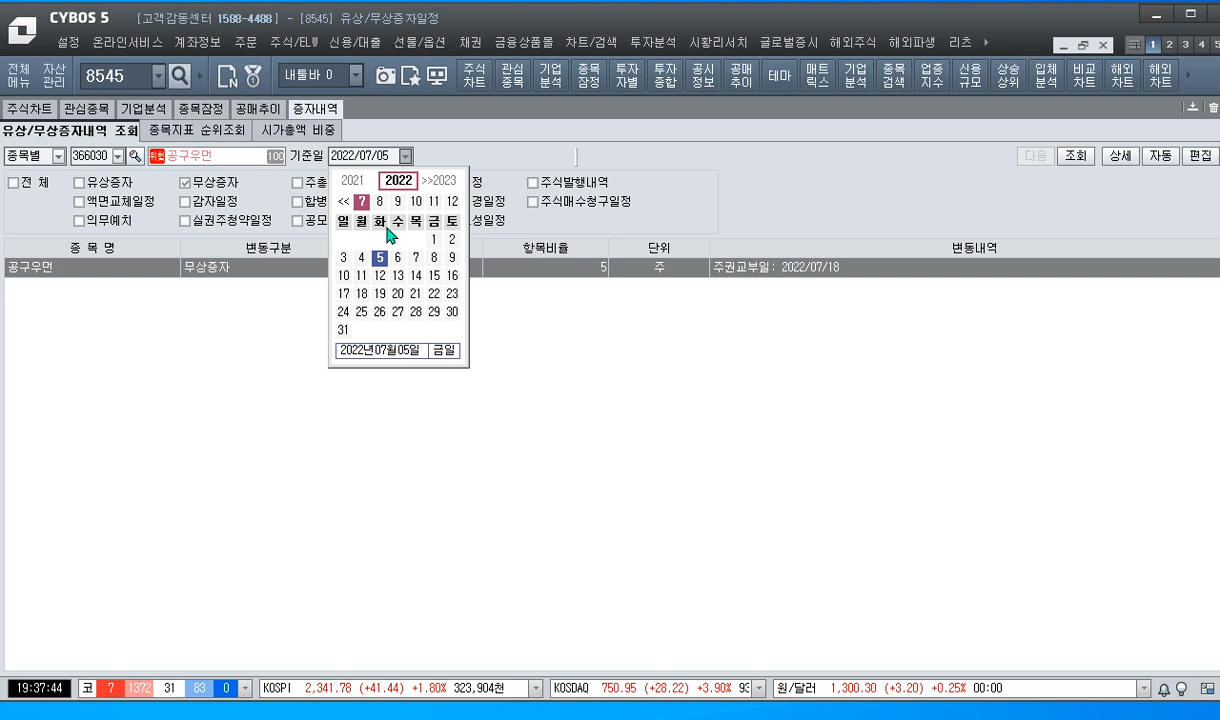 CYBOS 5 [고객감동센터 1588-4488] - [8545] 유상/무상증자일정
설정 온라인서비스 계좌정보 주문 주식/ELW 신용/대출 선물/옵션 채권 금융상품몰 차트/검색 투자분석 시황리서치 글로벌증시 해외주식 해외파생 리츠 1 2 3 4 5
전체메뉴 자산관리 8545 내툴바 0 주식차트 관심종목 기업분석 종목잠정 투자자별 투자종합 공시정보 공매추이 테마 매트릭스 기업분석 종목검색 업종지수 신용규모 상승상위 입체분석 비교차트 해외차트 해외차트
주식차트 관심종목 기업분석 종목잠정 공매추이 증자내역
유상/무상증자내역 조회 종목지표 순위조회 시가총액 비중
종목별 366030 위험 공구우먼 100 기준일 2022/07/05 다음 조회 상세 자동 편집
전 체 유상증자 무상증자 주총 정 주식발행내역
액면교체일정 감자일정 합병 경일정 주식매수청구일정
의무예치 실권주청약일정 공모 성일정
2021 2022 >>2023
<< 7 8 9 10 11 12
일 월 화 수 목 금 토
1 2
3 4 5 6 7 8 9
10 11 12 13 14 15 16
17 18 19 20 21 22 23
24 25 26 27 28 29 30
31
2022년07월05일 금일
종 목 명 변동구분 항목비율 단위 변동내역
공구우먼 무상증자 5 주 주권교부일: 2022/07/18
19:37:44 코 7 1372 31 83 0 KOSPI 2,341.78 (+41.44) +1.80% 323,904천 KOSDAQ 750.95 (+28.22) +3.90% 원/달러 1,300.30 (+3.20) +0.25% 00:00